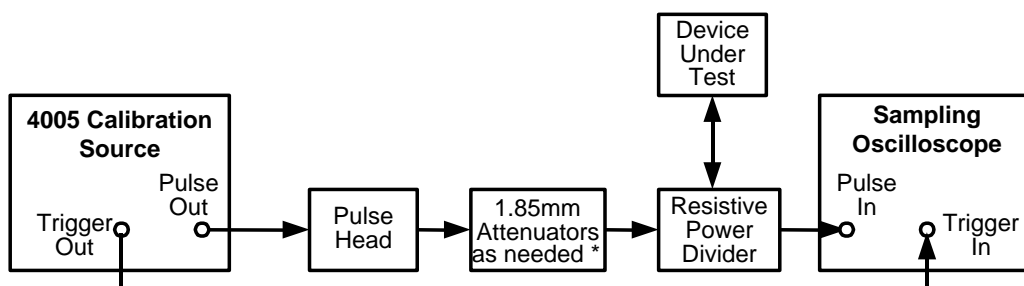 Device
Under
Test
4005 Calibration
Source
Pulse
Out
Trigger
Out
Pulse
Head
1.85mm
Attenuators
as needed *
Resistive
Power
Divider
Sampling
Oscilloscope
Pulse
In
Trigger
In